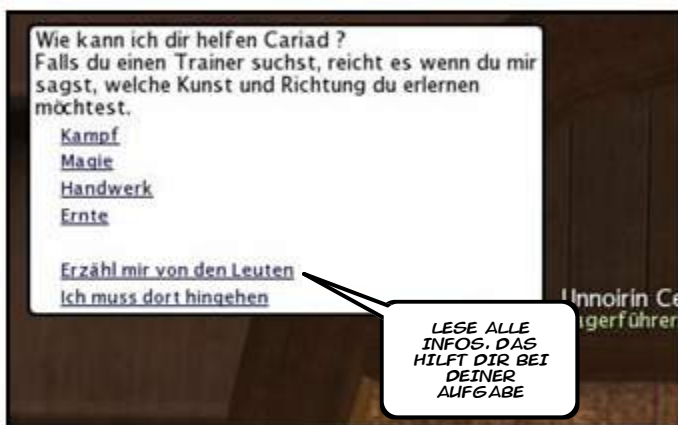 Wie kann ich dir helfen Cariad ?
Falls du einen Trainer suchst, reicht es wenn du mir
sagst, welche Kunst und Richtung du erlernen
möchtest.
Kampf
Magie
Handwerk
Ernte
Erzähl mir von den Leuten
Ich muss dort hingehen
Unnoirin
LESE ALLE
INFOS. DAS
HILFT DIR BEI
DEINER
AUFGABE